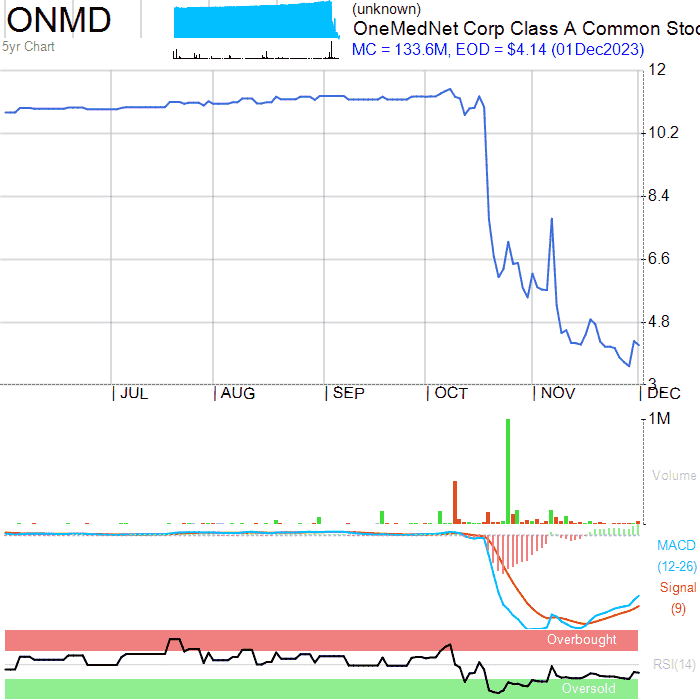 ONMD
(unknown)
OneMedNet Corp Class A Common Stoc
5yr Chart
MC = 133.6M, EOD = $4.14 (01Dec2023)
12
10.2
8.4
6.6
4.8
3
JUL AUG SEP OCT NOV DEC
1M
Volume
MACD
(12-26)
Signal
(9)
Overbought
RSI(14)
Oversold